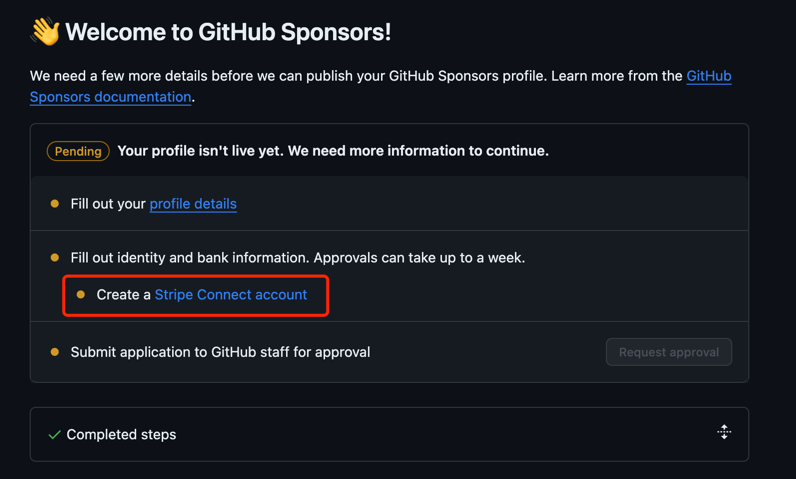 👋 Welcome to GitHub Sponsors!
We need a few more details before we can publish your GitHub Sponsors profile. Learn more from the GitHub
Sponsors documentation.
Pending Your profile isn't live yet. We need more information to continue.
Fill out your profile details
Fill out identity and bank information. Approvals can take up to a week.
Create a Stripe Connect account
Submit application to GitHub staff for approval Request approval
Completed steps